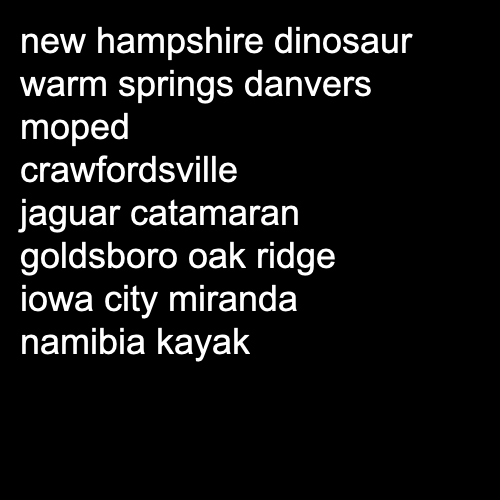 new hampshire dinosaur
warm springs danvers
moped
crawfordsville
jaguar catamaran
goldsboro oak ridge
iowa city miranda
namibia kayak